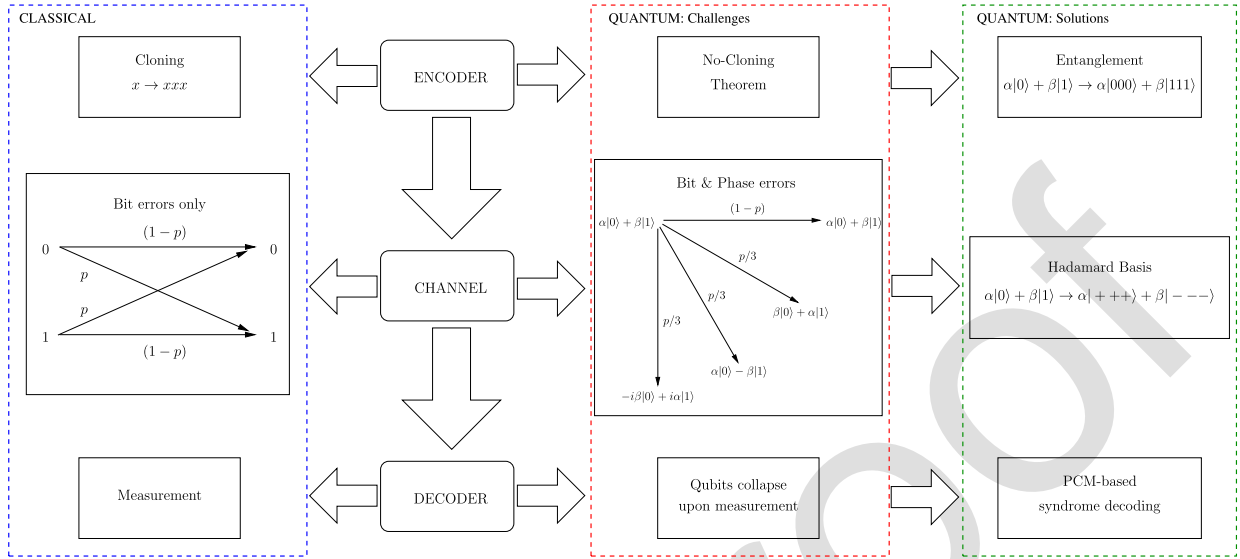 CLASSICAL
QUANTUM: Challenges
QUANTUM: Solutions
Cloning
x → xxx
ENCODER
No-Cloning
Theorem
Entanglement
α|0⟩ + β|1⟩ → α|000⟩ + β|111⟩
Bit errors only
(1 − p)
0
0
p
p
1
1
(1 − p)
CHANNEL
Bit & Phase errors
(1 − p)
α|0⟩ + β|1⟩
α|0⟩ + β|1⟩
p/3
p/3
p/3
β|0⟩ + α|1⟩
α|0⟩ − β|1⟩
−iβ|0⟩ + iα|1⟩
Hadamard Basis
α|0⟩ + β|1⟩ → α| + ++⟩ + β| − −−⟩
Measurement
DECODER
Qubits collapse
upon measurement
PCM-based
syndrome decoding